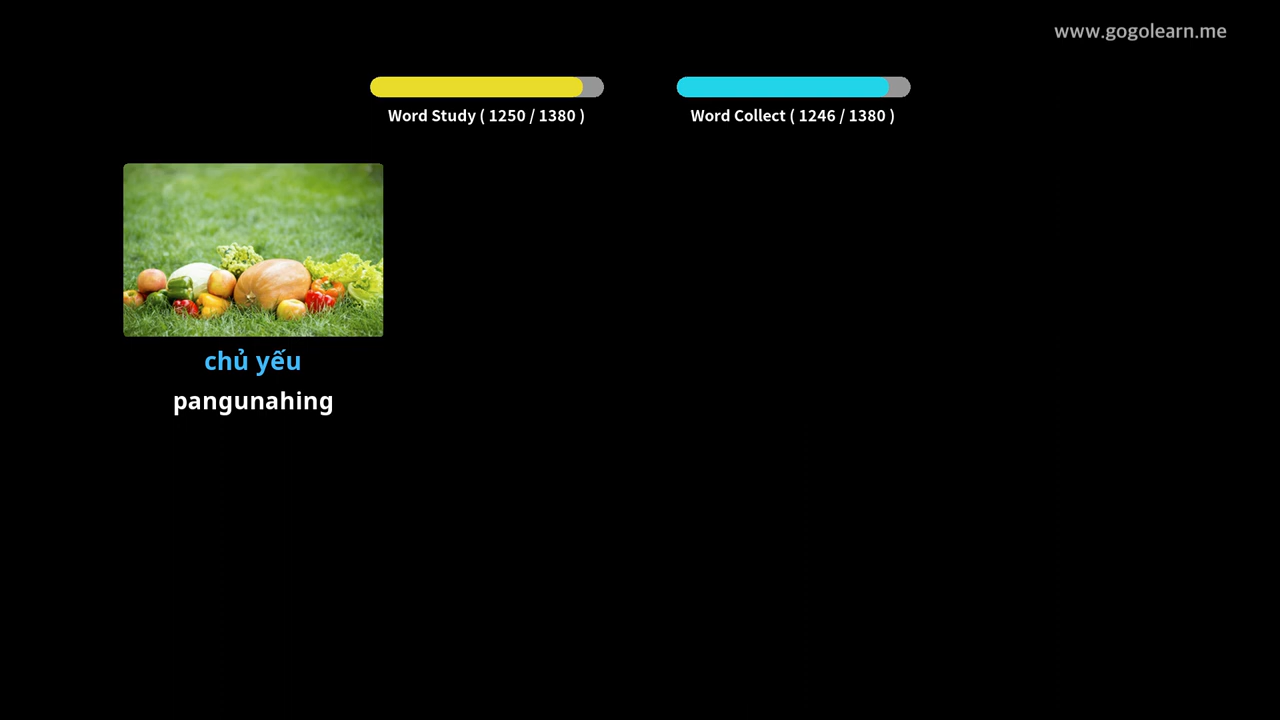 www.gogolearn.me
Word Study ( 1250 / 1380 )
Word Collect ( 1246 / 1380 )
chủ yếu
pangunahing